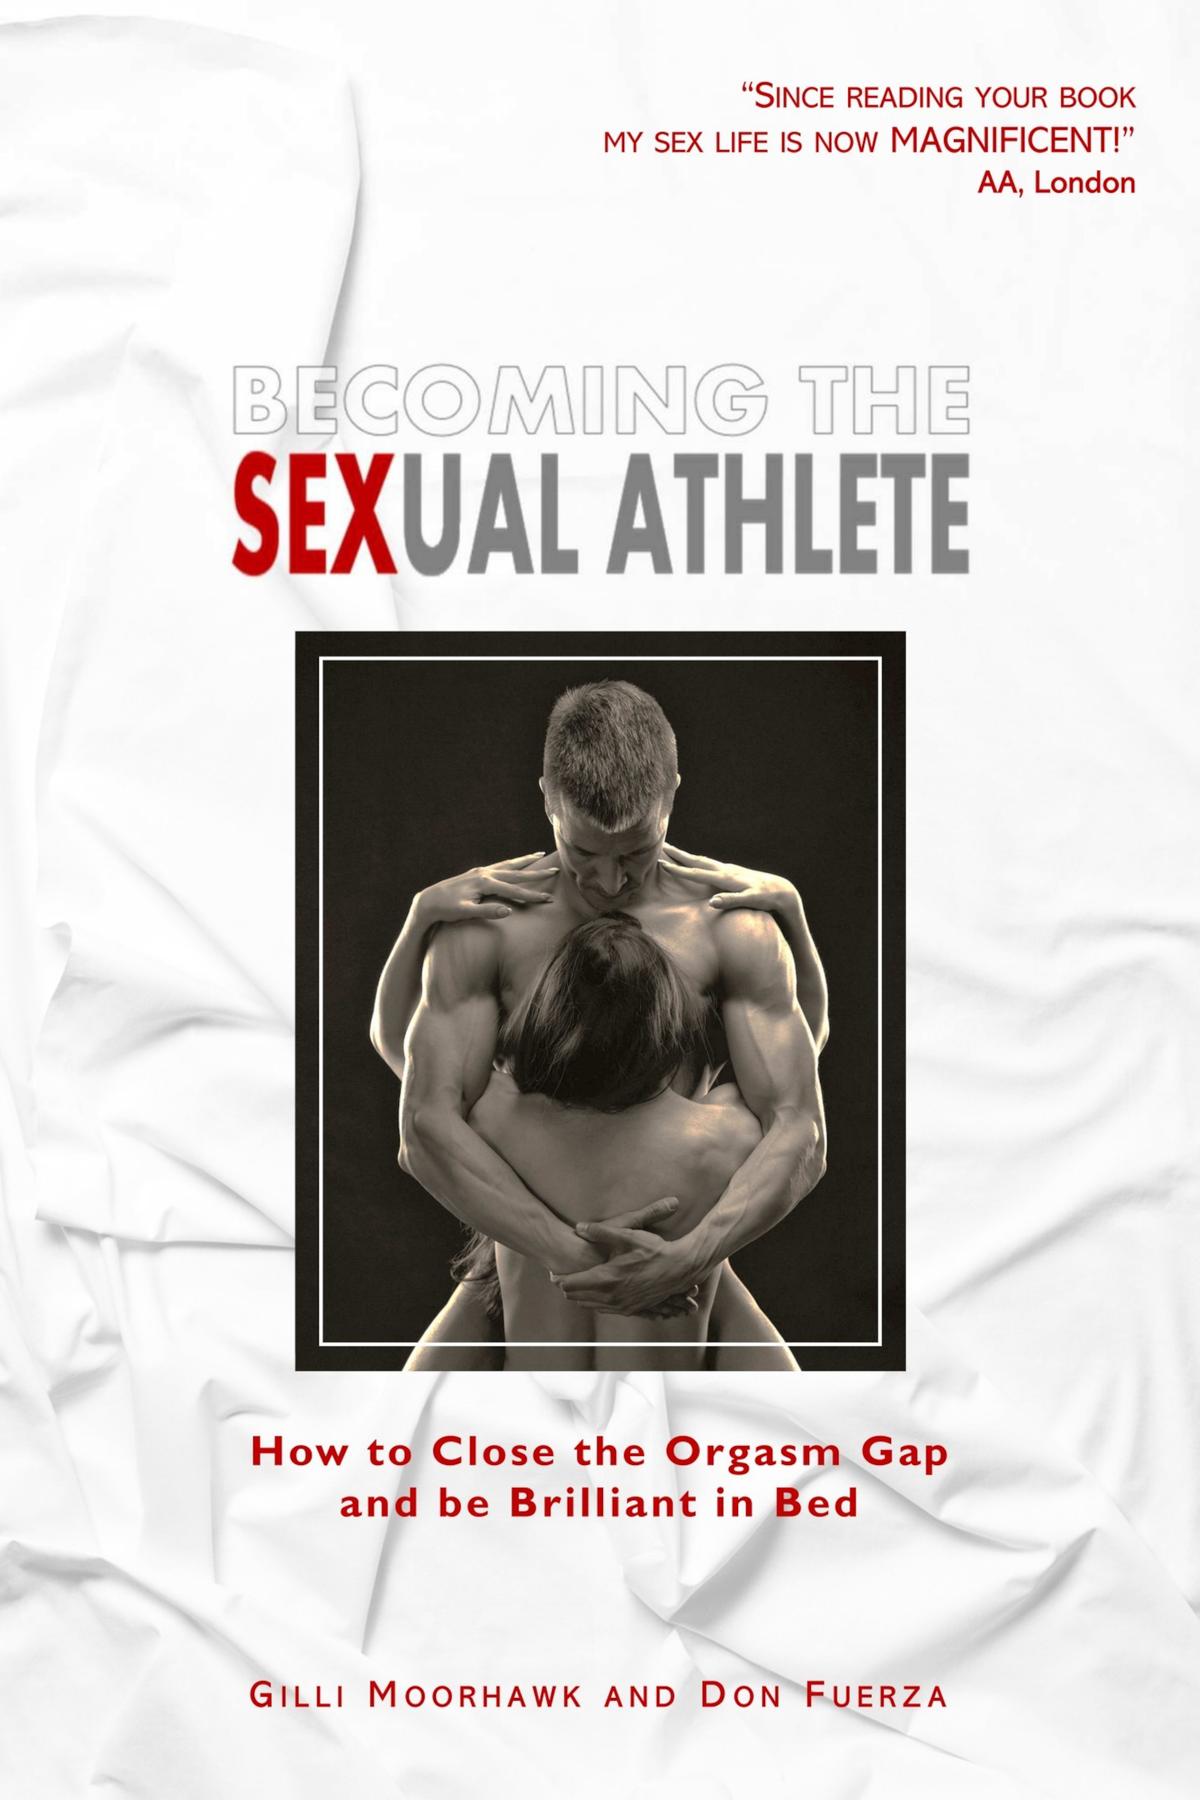 “SINCE READING YOUR BOOK
MY SEX LIFE IS NOW MAGNIFICENT!”
AA, London
BECOMING THE
SEXUAL ATHLETE
How to Close the Orgasm Gap
and be Brilliant in Bed
GILLI MOORHAWK AND DON FUERZA